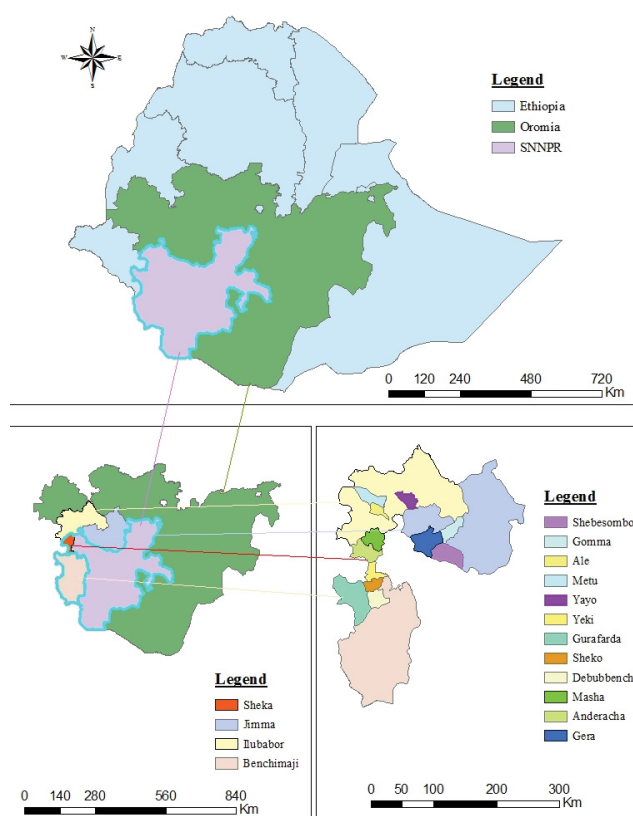 N
W E
S
Legend
Ethiopia
Oromia
SNNPR
0 120 240 480 720
Km
Legend
Sheka
Jimma
Ilubabor
Benchimaji
0 140 280 560 840
Km
Legend
Shebesombo
Gomma
Ale
Metu
Yayo
Yeki
Gurafarda
Sheko
Debubbench
Masha
Anderacha
Gera
0 50 100 200 300
Km